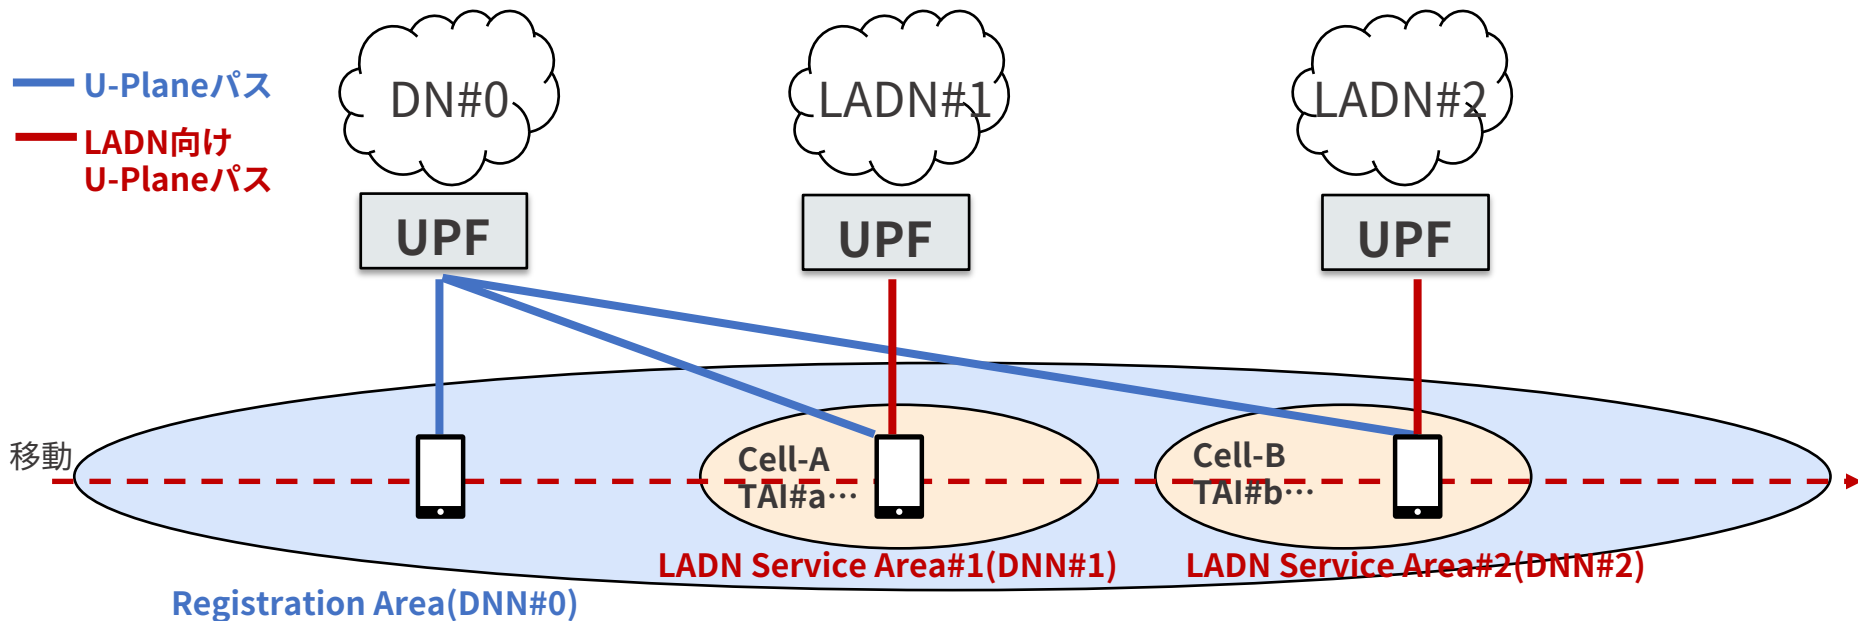 DN#0
LADN#1
LADN#2
U-Planeパス
LADN向け
U-Planeパス
UPF
UPF
UPF
移動
Cell-A
TAI#a…
Cell-B
TAI#b…
LADN Service Area#1(DNN#1)
LADN Service Area#2(DNN#2)
Registration Area(DNN#0)